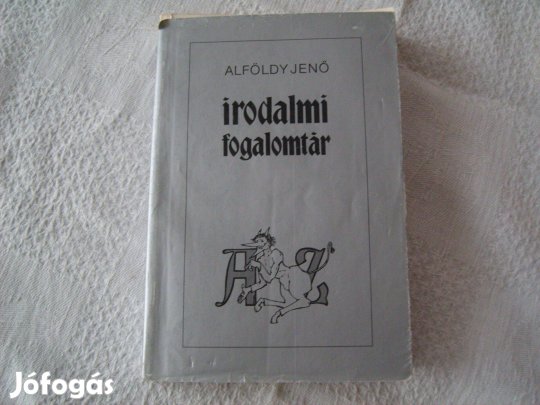 ALFÖLDY JENŐ
irodalmi
fogalomtár
A Z
Jófogás